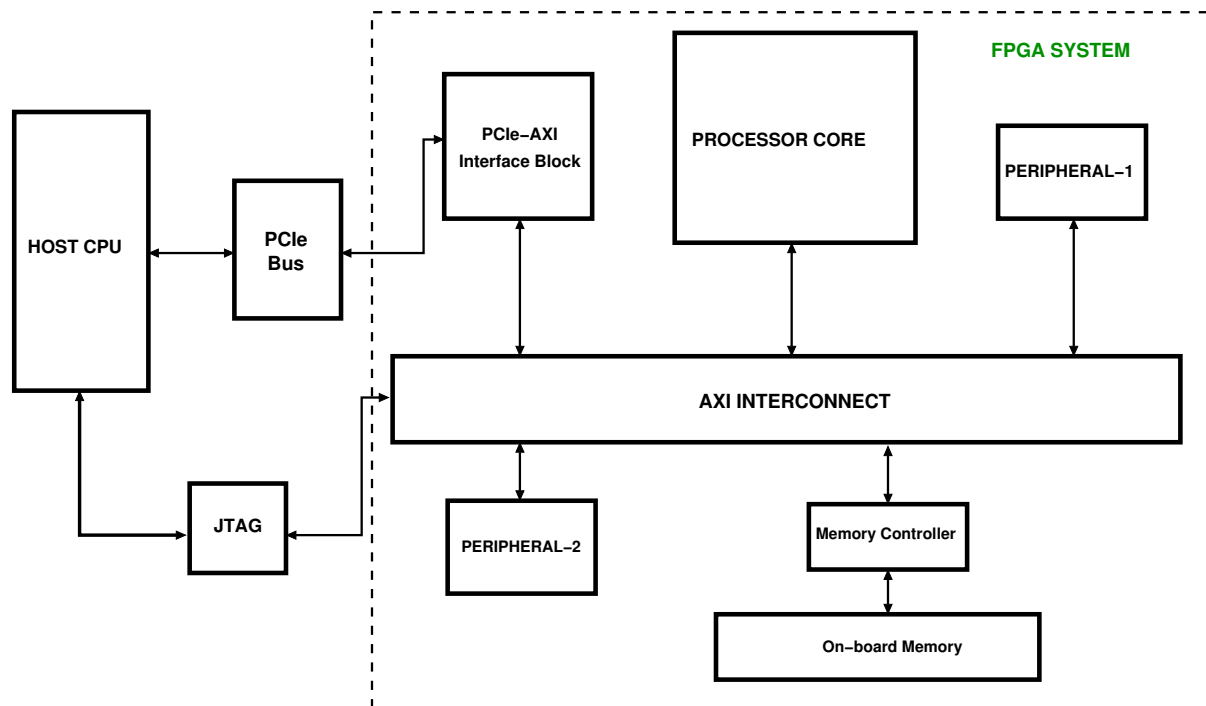 FPGA SYSTEM
HOST CPU
PCIe
Bus
PCIe−AXI
Interface Block
PROCESSOR CORE
PERIPHERAL−1
AXI INTERCONNECT
JTAG
PERIPHERAL−2
Memory Controller
On−board Memory